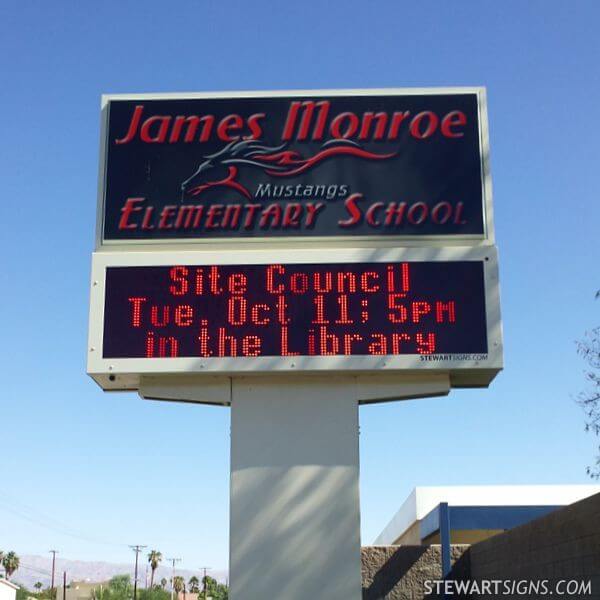 James Monroe
Mustangs
Elementary School
Site Council
Tue. Oct 11; 5PM
in the Library
STEWARTSIGNS.COM
STEWARTSIGNS.COM